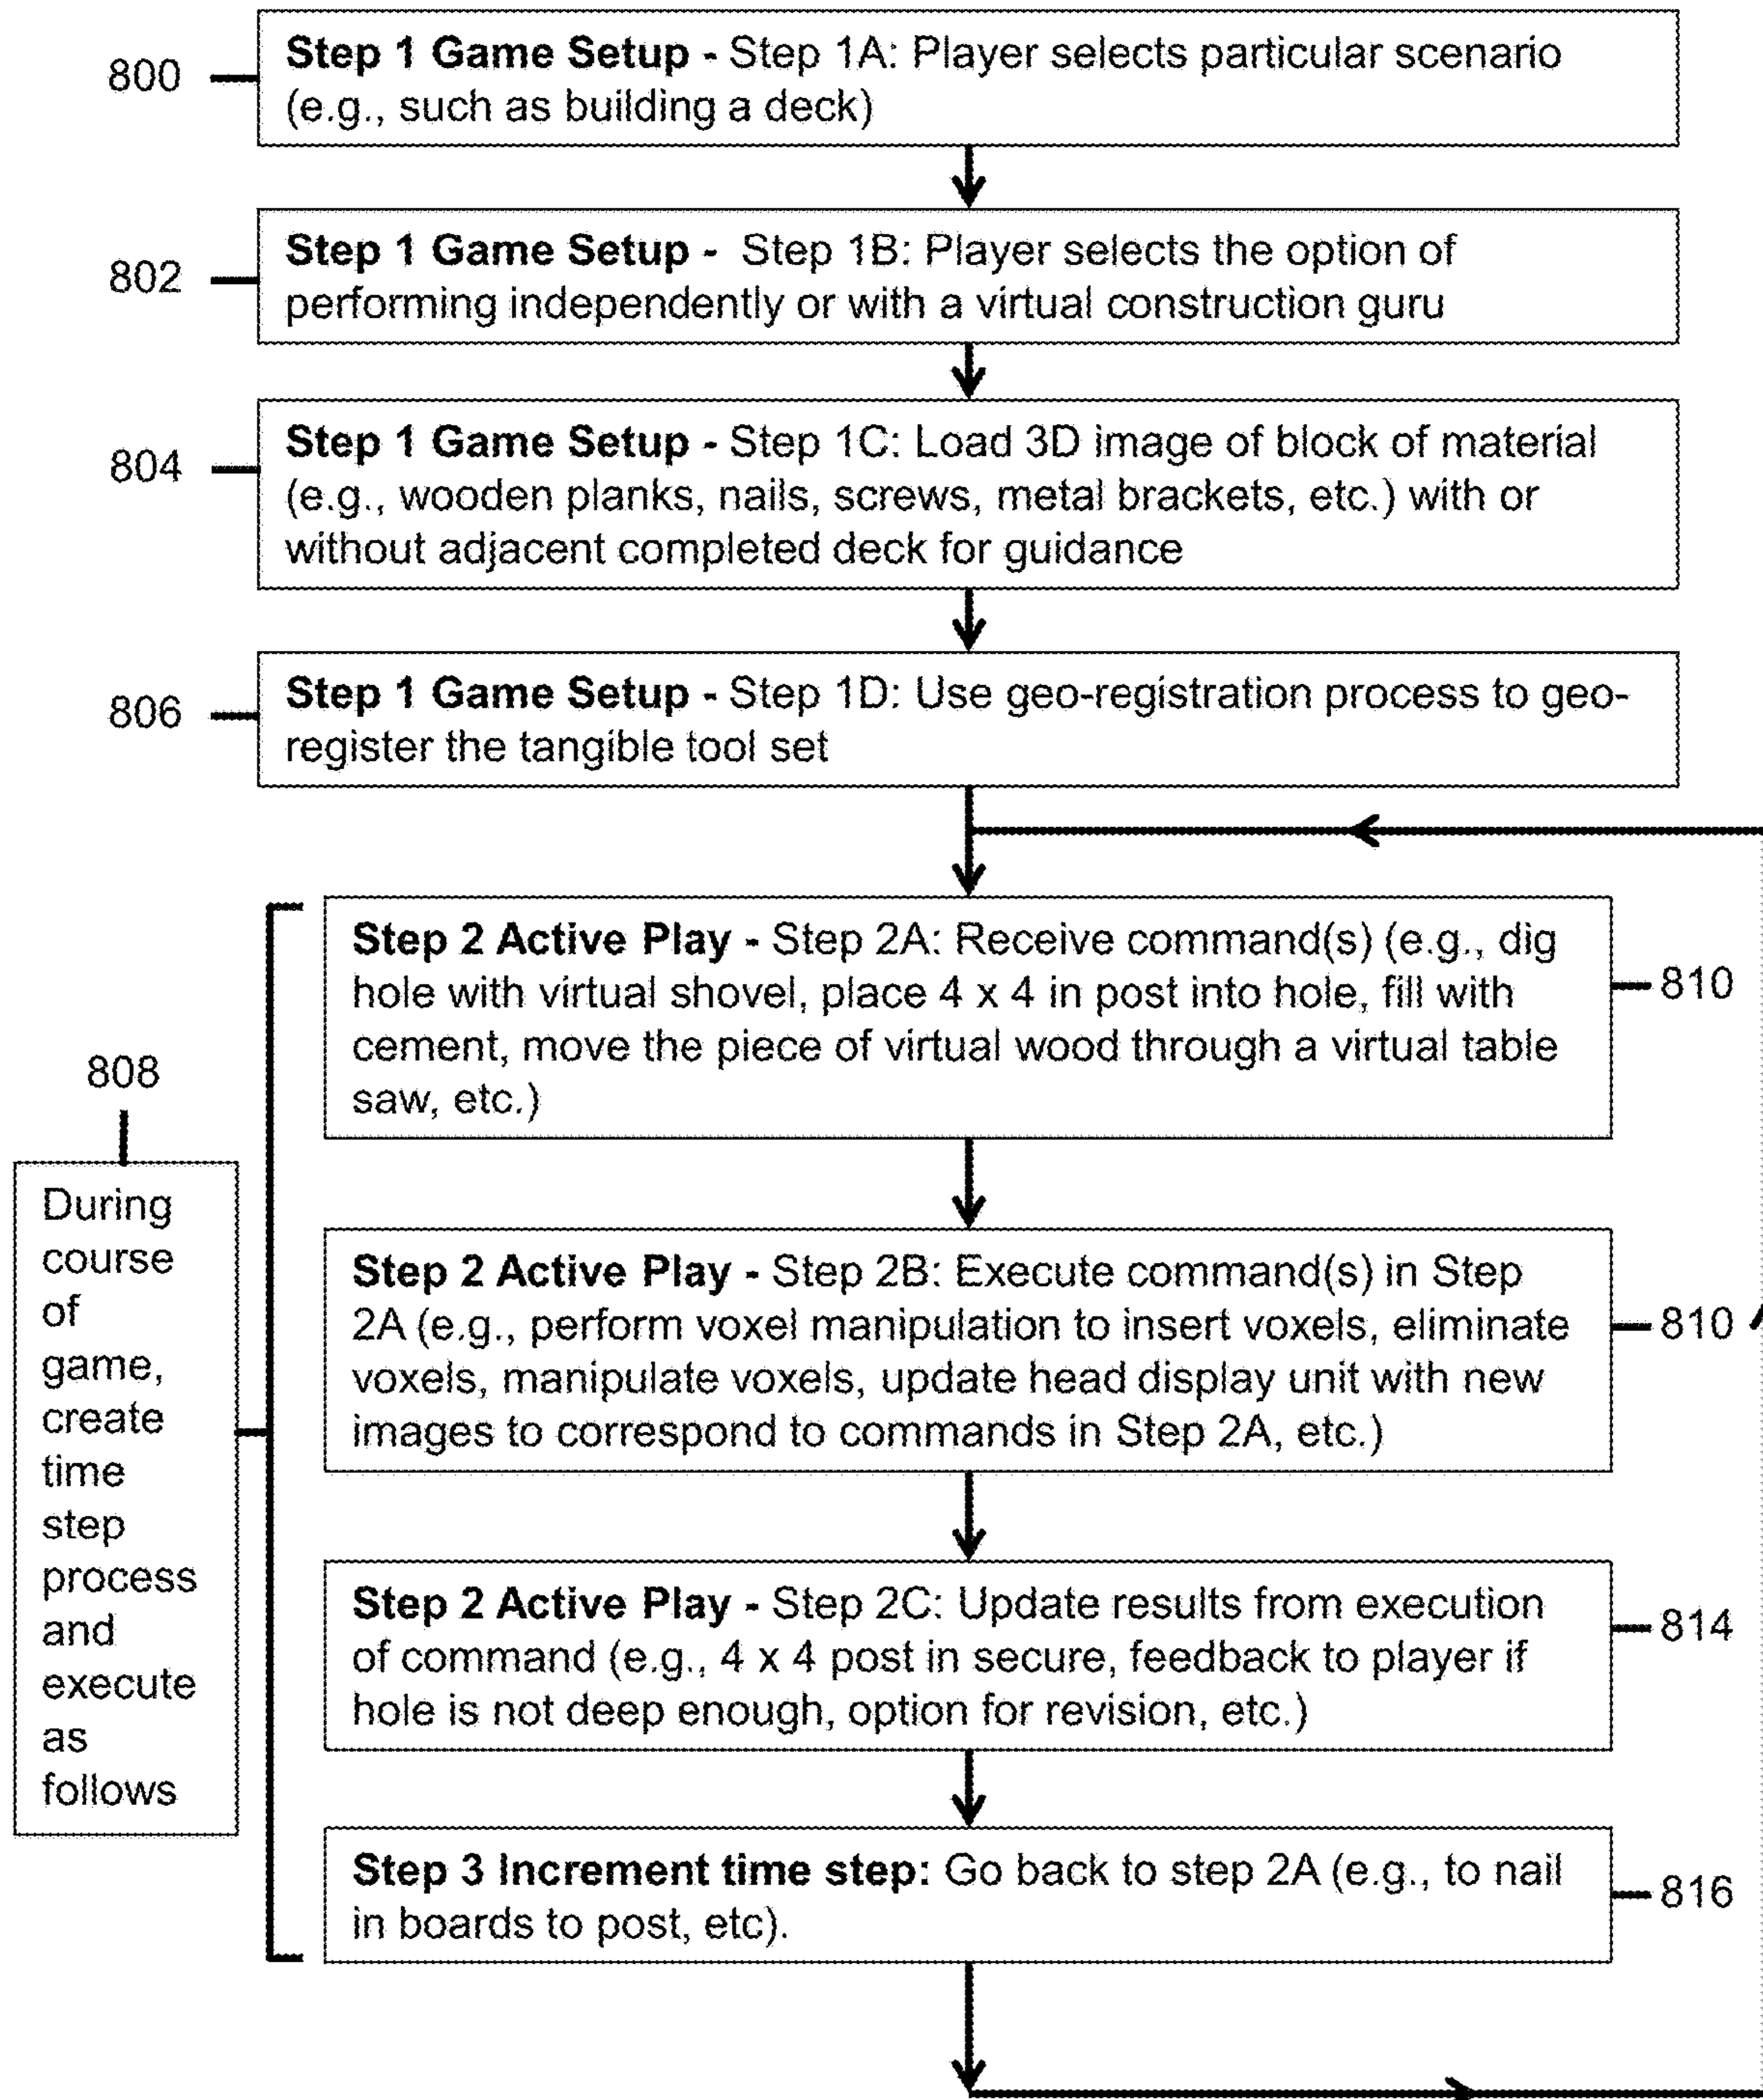 800
Step 1 Game Setup - Step 1A: Player selects particular scenario
(e.g., such as building a deck)
802
Step 1 Game Setup - Step 1B: Player selects the option of
performing independently or with a virtual construction guru
804
Step 1 Game Setup - Step 1C: Load 3D image of block of material
(e.g., wooden planks, nails, screws, metal brackets, etc.) with or
without adjacent completed deck for guidance
806
Step 1 Game Setup - Step 1D: Use geo-registration process to geo-
register the tangible tool set
808
During
course
of
game,
create
time
step
process
and
execute
as
follows
Step 2 Active Play - Step 2A: Receive command(s) (e.g., dig
hole with virtual shovel, place 4 x 4 in post into hole, fill with
cement, move the piece of virtual wood through a virtual table
saw, etc.)
810
Step 2 Active Play - Step 2B: Execute command(s) in Step
2A (e.g., perform voxel manipulation to insert voxels, eliminate
voxels, manipulate voxels, update head display unit with new
images to correspond to commands in Step 2A, etc.)
810
Step 2 Active Play - Step 2C: Update results from execution
of command (e.g., 4 x 4 post in secure, feedback to player if
hole is not deep enough, option for revision, etc.)
814
Step 3 Increment time step: Go back to step 2A (e.g., to nail
in boards to post, etc).
816